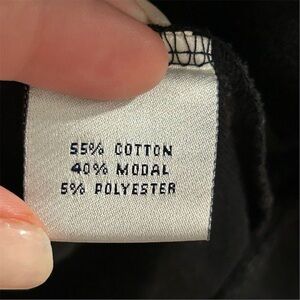 55% COTTON
40% MODAL
5% POLYESTER